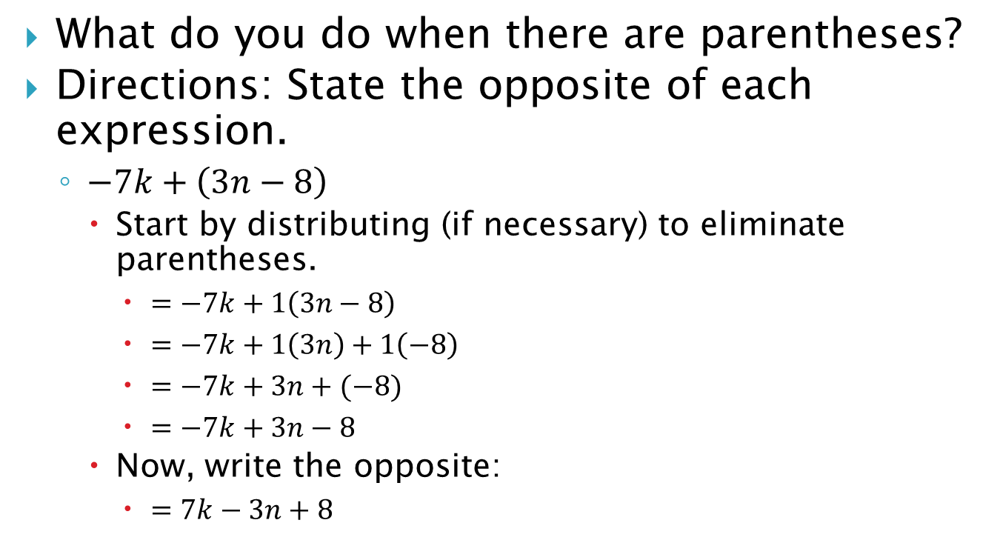 What do you do when there are parentheses?
Directions: State the opposite of each
expression.
−7k + (3n − 8)
Start by distributing (if necessary) to eliminate
parentheses.
= −7k + 1(3n − 8)
= −7k + 1(3n) + 1(−8)
= −7k + 3n + (−8)
= −7k + 3n − 8
Now, write the opposite:
= 7k − 3n + 8